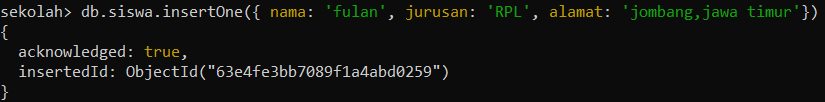 sekolah> db.siswa.insertOne({ nama: 'fulan', jurusan: 'RPL', alamat: 'jombang,jawa timur'})
{
  acknowledged: true,
  insertedId: ObjectId("63e4fe3bb7089f1a4abd0259")
}